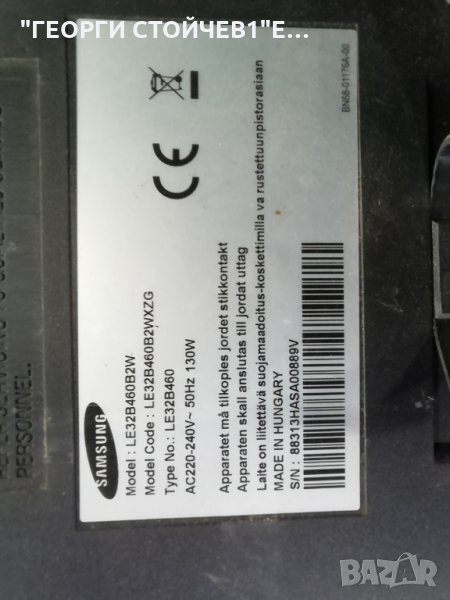 "ГЕОРГИ СТОЙЧЕВ1"Е...
PERSONNEL.
SAMSUNG
Model : LE32B460B2W
Model Code : LE32B460B2WXZG
Type No.: LE32B460
AC220-240V~ 50Hz 130W
Apparatet må tilkoples jordet stikkontakt
Apparaten skall anslutas till jordat uttag
Laite on liitettävä suojamaadoitus-koskettimilla va rustettuunpistorasiaan
MADE IN HUNGARY
S/N : 88313HASA00889V
CE
BN68-01176A-00
BAZAR